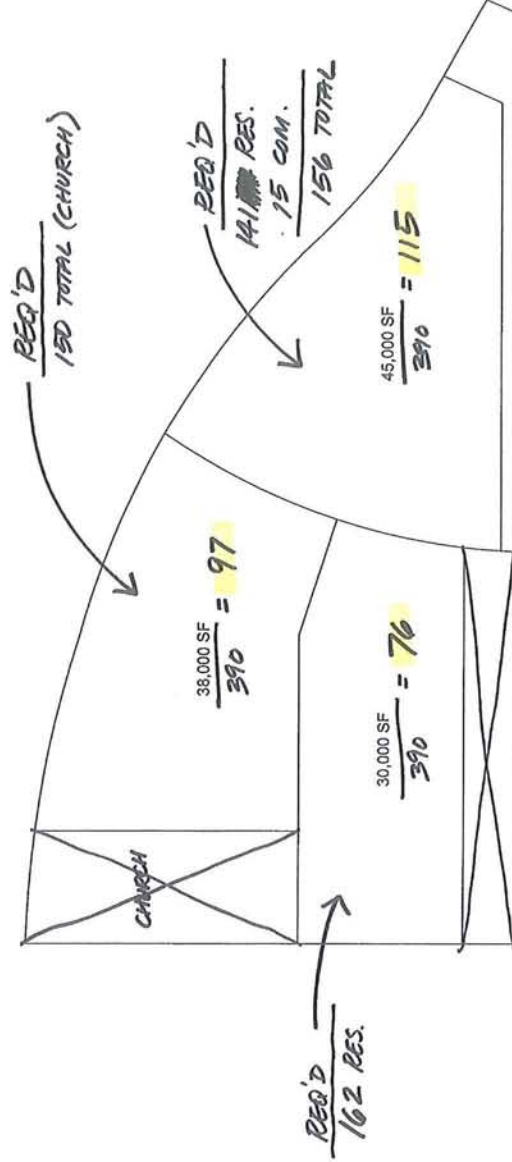 REQ'D
150 TOTAL (CHURCH)
REQ'D
141 RES.
15 COM.
156 TOTAL
CHURCH
38,000 SF
390
= 97
45,000 SF
390
= 115
REQ'D
162 RES.
30,000 SF
390
= 76